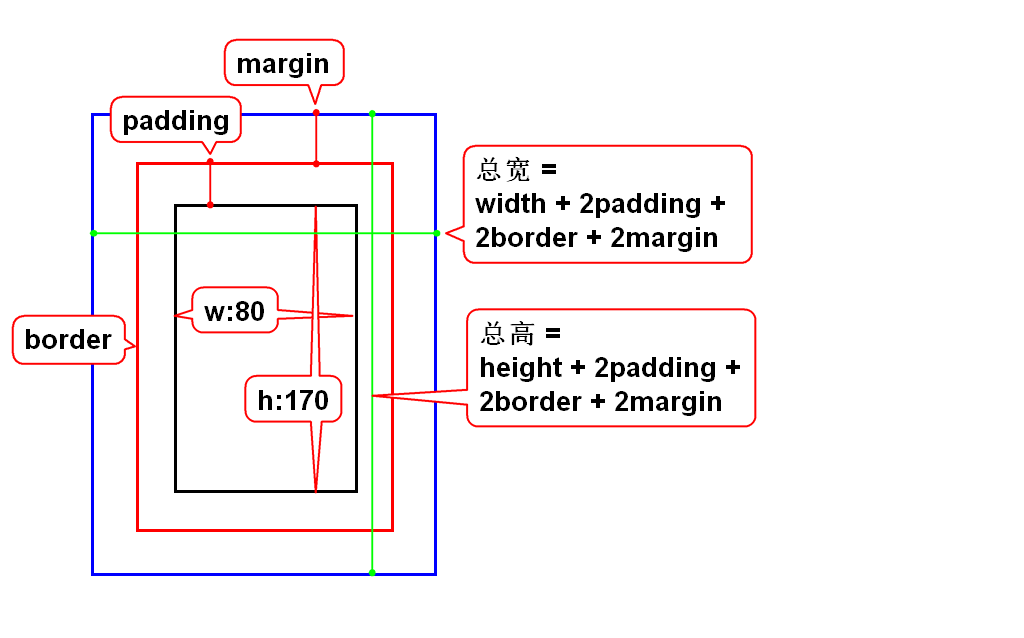 margin
padding
总宽 =
width + 2padding +
2border + 2margin
w:80
border
总高 =
height + 2padding +
2border + 2margin
h:170